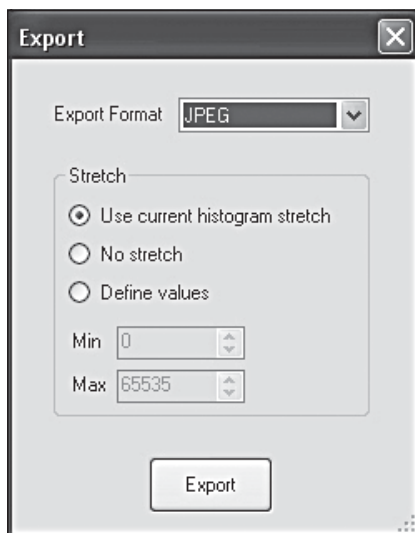 Export
Export Format JPEG
Stretch
Use current histogram stretch
No stretch
Define values
Min 0
Max 65535
Export